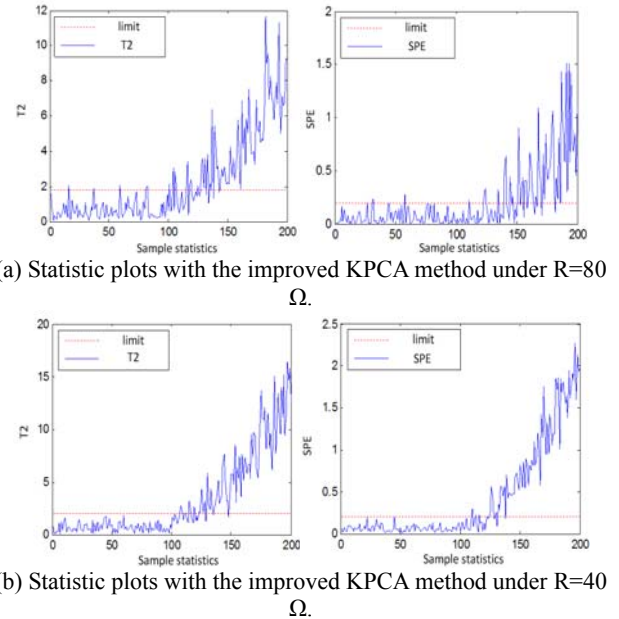 12
10
8
6
4
2
0
T2
limit
T2
0
50
100
150
200
Sample statistics
2
1.5
1
0.5
0
SPE
limit
SPE
0
50
100
150
200
Sample statistics
(a) Statistic plots with the improved KPCA method under R=80
Ω.
20
15
10
5
0
T2
limit
T2
0
50
100
150
200
Sample statistics
2.5
2
1.5
1
0.5
0
SPE
limit
SPE
0
50
100
150
200
Sample statistics
(b) Statistic plots with the improved KPCA method under R=40
Ω.